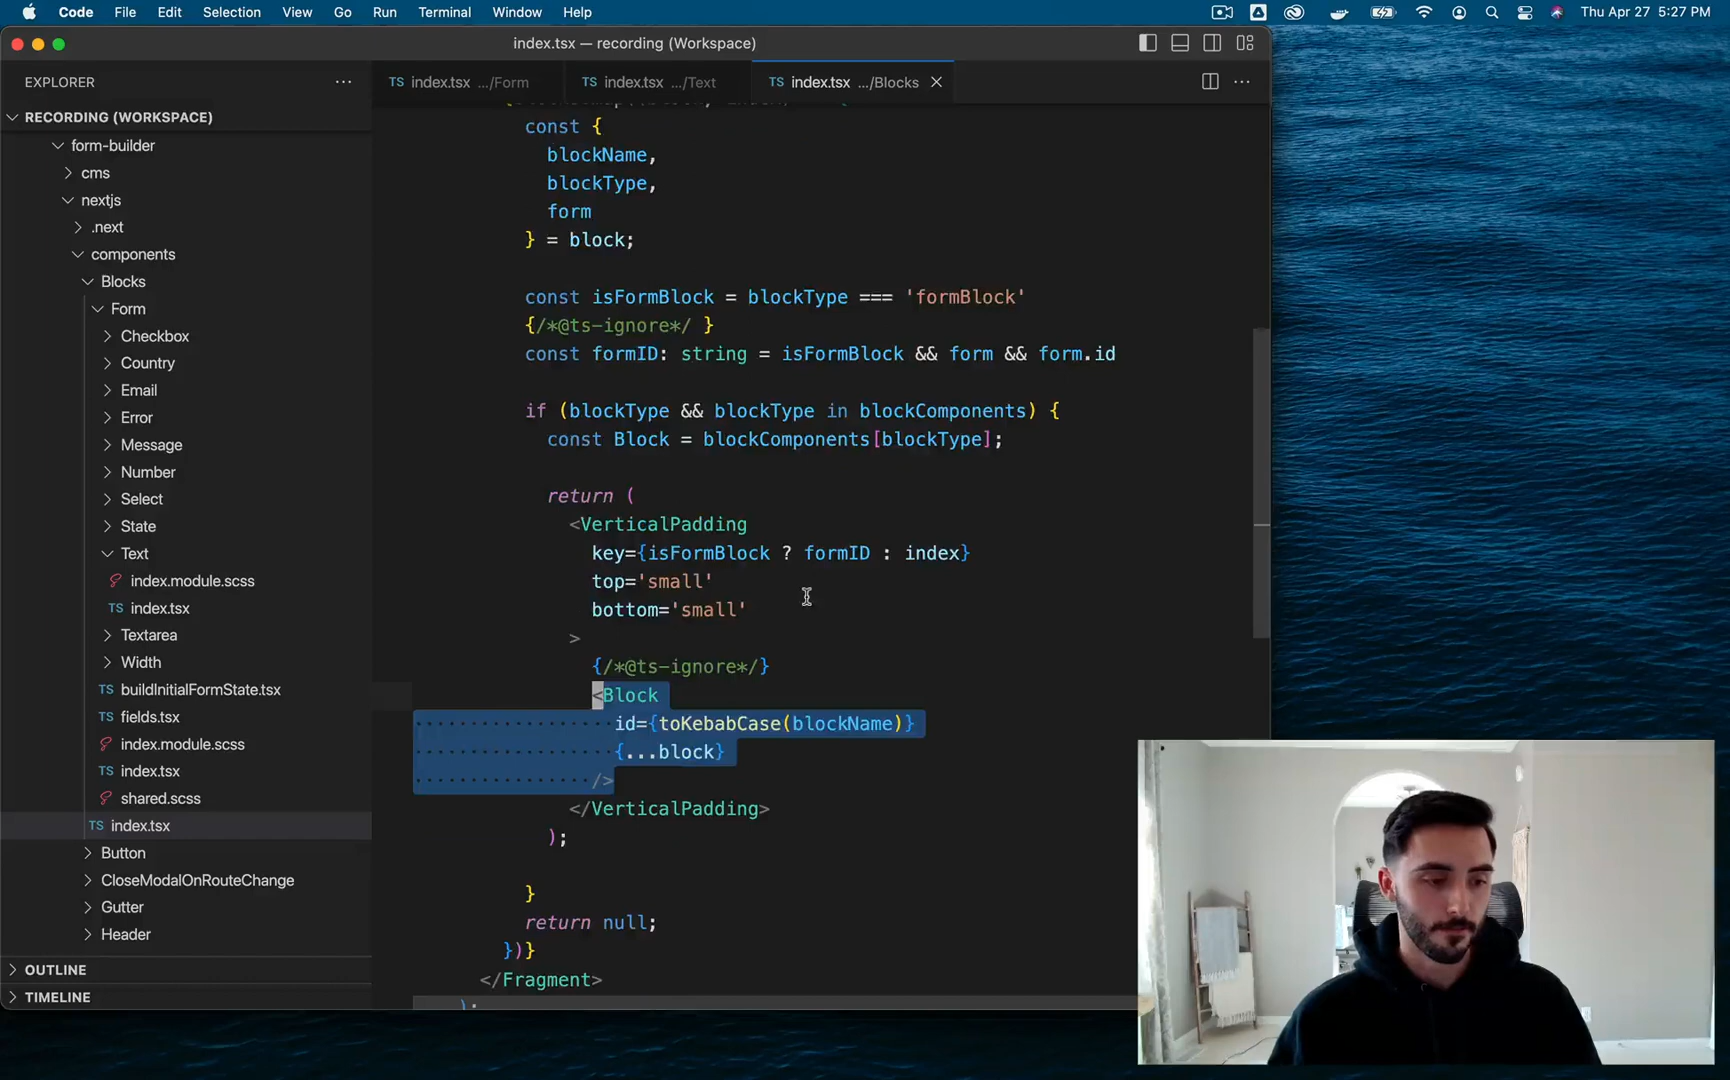 Code File Edit Selection View Go Run Terminal Window Help Thu Apr 27 5:27 PM
index.tsx — recording (Workspace)
EXPLORER ...
TS index.tsx .../Form TS index.tsx .../Text TS index.tsx .../Blocks ...
RECORDING (WORKSPACE)
form-builder
cms
nextjs
.next
components
Blocks
Form
Checkbox
Country
Email
Error
Message
Number
Select
State
Text
index.module.scss
TS index.tsx
Textarea
Width
TS buildInitialFormState.tsx
TS fields.tsx
index.module.scss
TS index.tsx
shared.scss
TS index.tsx
Button
CloseModalOnRouteChange
Gutter
Header
OUTLINE
TIMELINE
const {
blockName,
blockType,
form
} = block;
const isFormBlock = blockType === 'formBlock'
{/*@ts-ignore*/ }
const formID: string = isFormBlock && form && form.id
if (blockType && blockType in blockComponents) {
const Block = blockComponents[blockType];
return (
<VerticalPadding
key={isFormBlock ? formID : index}
top='small'
bottom='small'
>
{/*@ts-ignore*/}
<Block
id={toKebabCase(blockName)}
{...block}
/>
</VerticalPadding>
);
}
return null;
})}
</Fragment>
);